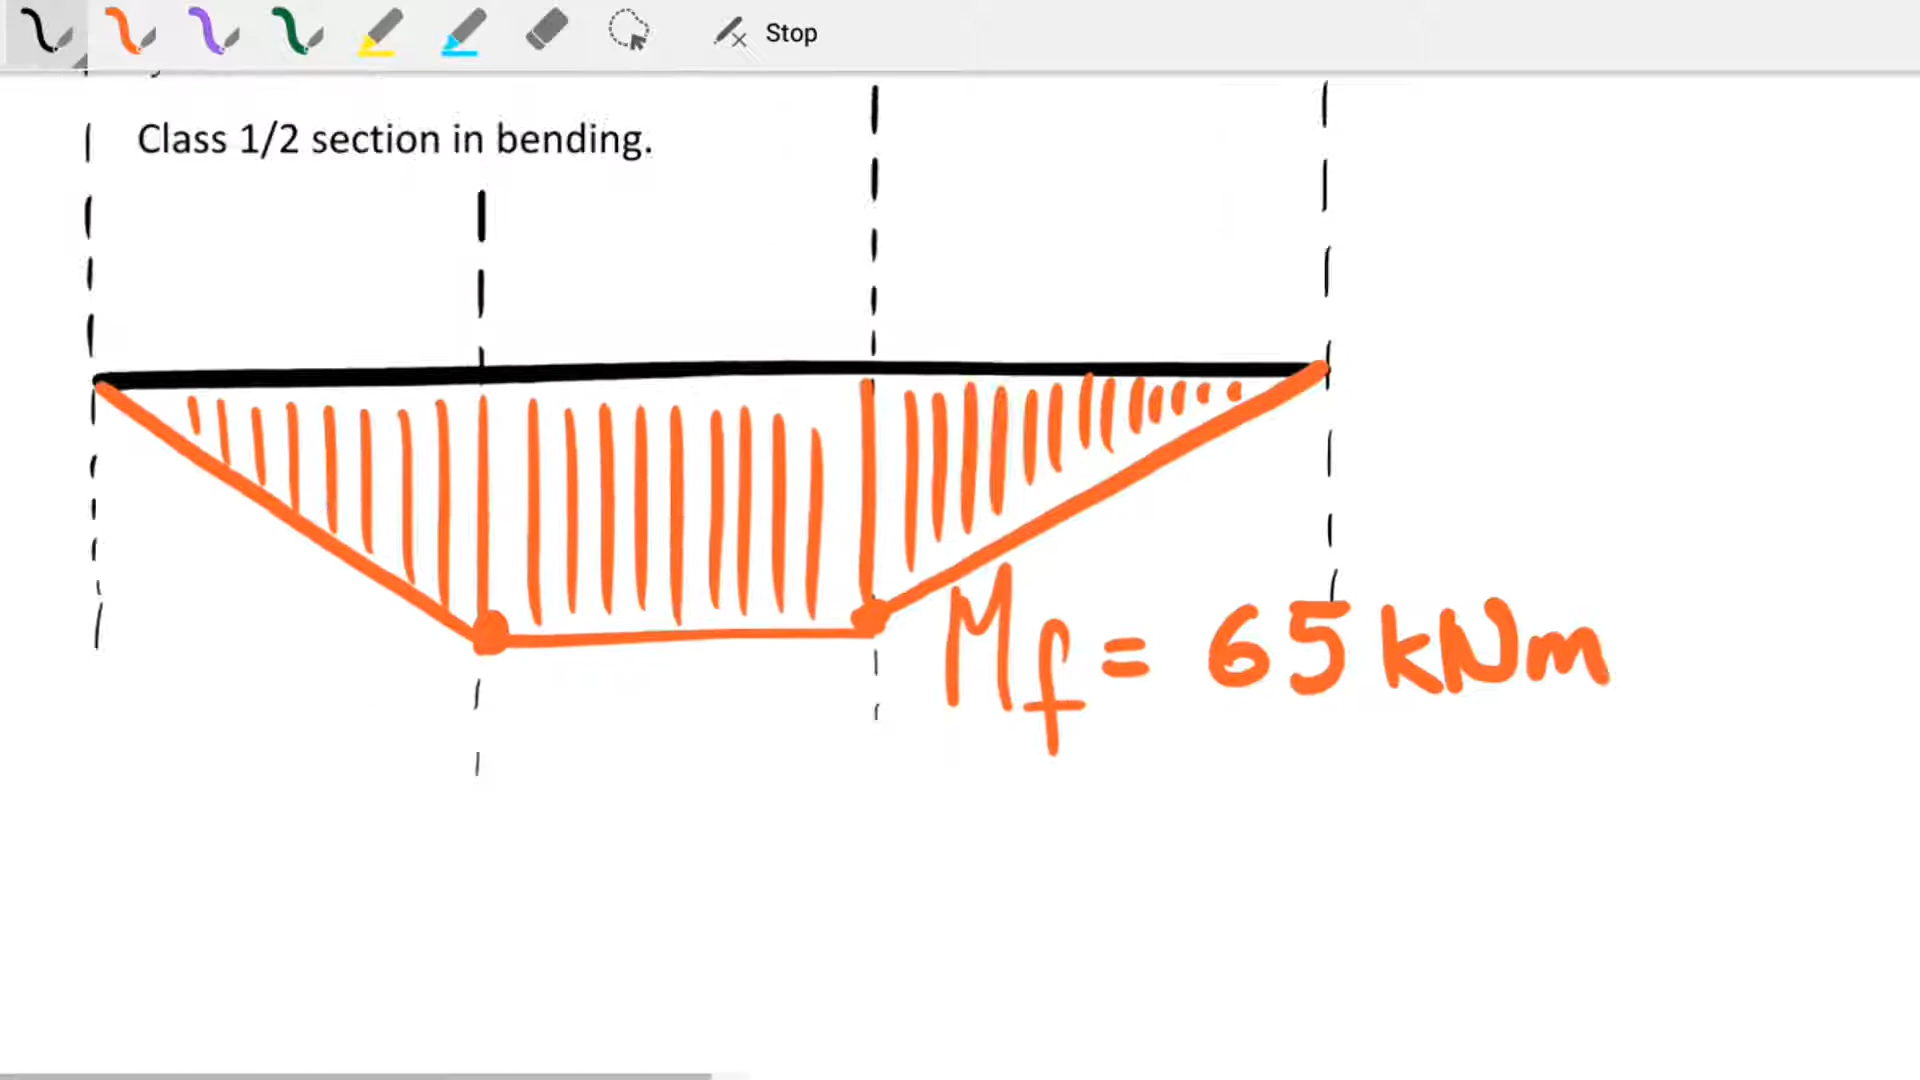 Stop
Class 1/2 section in bending.
Mf = 65 kNm